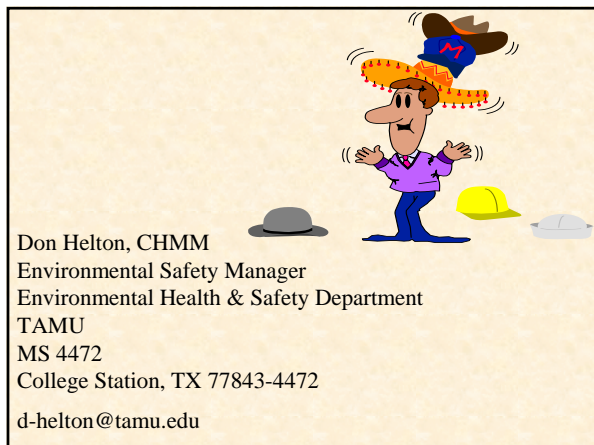 M
Don Helton, CHMM
Environmental Safety Manager
Environmental Health & Safety Department
TAMU
MS 4472
College Station, TX 77843-4472
d-helton@tamu.edu